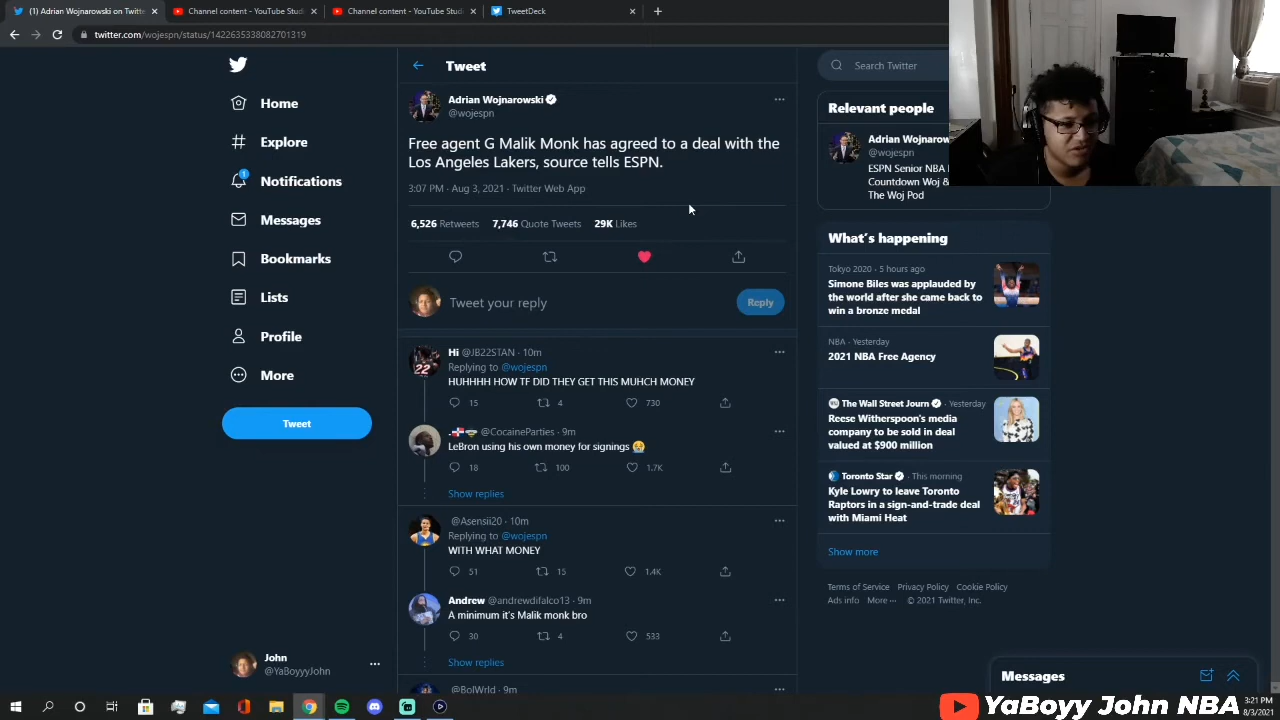 (1) Adrian Wojnarowski on Twitte
Channel content - YouTube Studi
Channel content - YouTube Studi
TweetDeck
twitter.com/wojespn/status/1422635338082701319
Home
Explore
1
Notifications
Messages
Bookmarks
Lists
Profile
More
Tweet
John
@YaBoyyyJohn
Tweet
Adrian Wojnarowski
@wojespn
Free agent G Malik Monk has agreed to a deal with the
Los Angeles Lakers, source tells ESPN.
3:07 PM · Aug 3, 2021 · Twitter Web App
6,526 Retweets 7,746 Quote Tweets 29K Likes
Tweet your reply
Reply
Hi @JB22STAN · 10m
Replying to @wojespn
HUHHHH HOW TF DID THEY GET THIS MUHCH MONEY
15 4 730
. @CocaineParties · 9m
LeBron using his own money for signings 😭
18 100 1.7K
Show replies
@Asensii20 · 10m
Replying to @wojespn
WITH WHAT MONEY
51 15 1.4K
Andrew @andrewdifalco13 · 9m
A minimum it's Malik monk bro
30 4 533
Show replies
@BolWrld · 9m
Search Twitter
Relevant people
Adrian Wojnarow
@wojespn
ESPN Senior NBA
Countdown Woj &
The Woj Pod
What's happening
Tokyo 2020 · 5 hours ago
Simone Biles was applauded by
the world after she came back to
win a bronze medal
NBA · Yesterday
2021 NBA Free Agency
The Wall Street Journ · Yesterday
Reese Witherspoon's media
company to be sold in deal
valued at $900 million
Toronto Star · This morning
Kyle Lowry to leave Toronto
Raptors in a sign-and-trade deal
with Miami Heat
Show more
Terms of Service Privacy Policy Cookie Policy
Ads info More ··· © 2021 Twitter, Inc.
Messages
YaBoyy John NBA
3:21 PM
8/3/2021